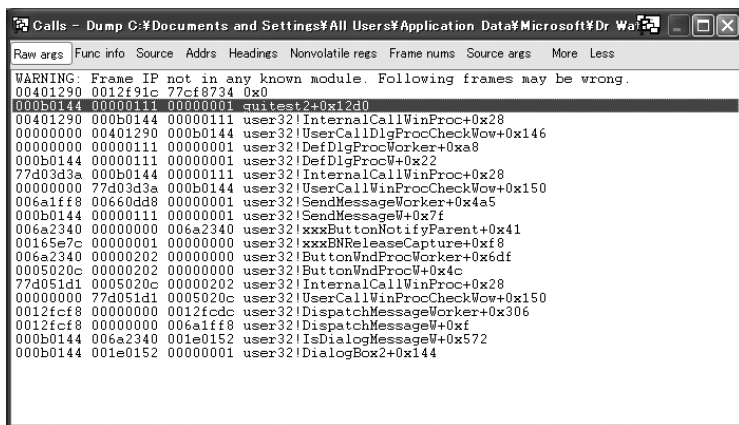 Calls - Dump C:¥Documents and Settings¥All Users¥Application Data¥Microsoft¥Dr Wa
Raw args Func info Source Addrs Headings Nonvolatile regs Frame nums Source args More Less
WARNING: Frame IP not in any known module. Following frames may be wrong.
00401290 0012f91c 77cf8734 0x0
000b0144 00000111 00000001 guitest2+0x12d0
00401290 000b0144 00000111 user32!InternalCallWinProc+0x28
00000000 00401290 000b0144 user32!UserCallDlgProcCheckWow+0x146
000b0144 00000111 00000001 user32!DefDlgProcWorker+0xa8
000b0144 00000111 00000001 user32!DefDlgProcW+0x22
77d03d3a 000b0144 00000111 user32!InternalCallWinProc+0x28
00000000 77d03d3a 000b0144 user32!UserCallWinProcCheckWow+0x150
006a1ff8 00660dd8 00000001 user32!SendMessageWorker+0x4a5
000b0144 00000111 00000001 user32!SendMessageW+0x7f
006a2340 00000000 006a2340 user32!xxxButtonNotifyParent+0x41
00165e7c 00000001 00000000 user32!xxxBNReleaseCapture+0xf8
006a2340 00000202 00000000 user32!ButtonWndProcWorker+0x6df
0005020c 00000202 00000000 user32!ButtonWndProcW+0x4c
77d051d1 0005020c 00000202 user32!InternalCallWinProc+0x28
00000000 77d051d1 0005020c user32!UserCallWinProcCheckWow+0x150
0012fcf8 00000000 0012fcdc user32!DispatchMessageWorker+0x306
0012fcf8 00000000 006a1ff8 user32!DispatchMessageW+0xf
000b0144 006a2340 001e0152 user32!IsDialogMessageW+0x572
000b0144 001e0152 00000001 user32!DialogBox2+0x144